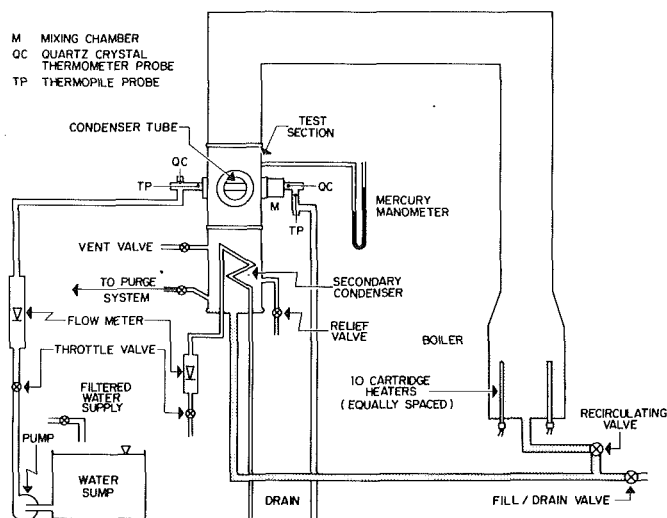 M MIXING CHAMBER
QC QUARTZ CRYSTAL
THERMOMETER PROBE
TP THERMOPILE PROBE
CONDENSER TUBE
TEST
SECTION
QC
TP
QC
M
TP
MERCURY
MANOMETER
VENT VALVE
TO PURGE
SYSTEM
SECONDARY
CONDENSER
FLOW METER
RELIEF
VALVE
BOILER
THROTTLE VALVE
FILTERED
WATER
SUPPLY
10 CARTRIDGE
HEATERS
(EQUALLY SPACED)
RECIRCULATING
VALVE
PUMP
WATER
SUMP
DRAIN
FILL / DRAIN VALVE